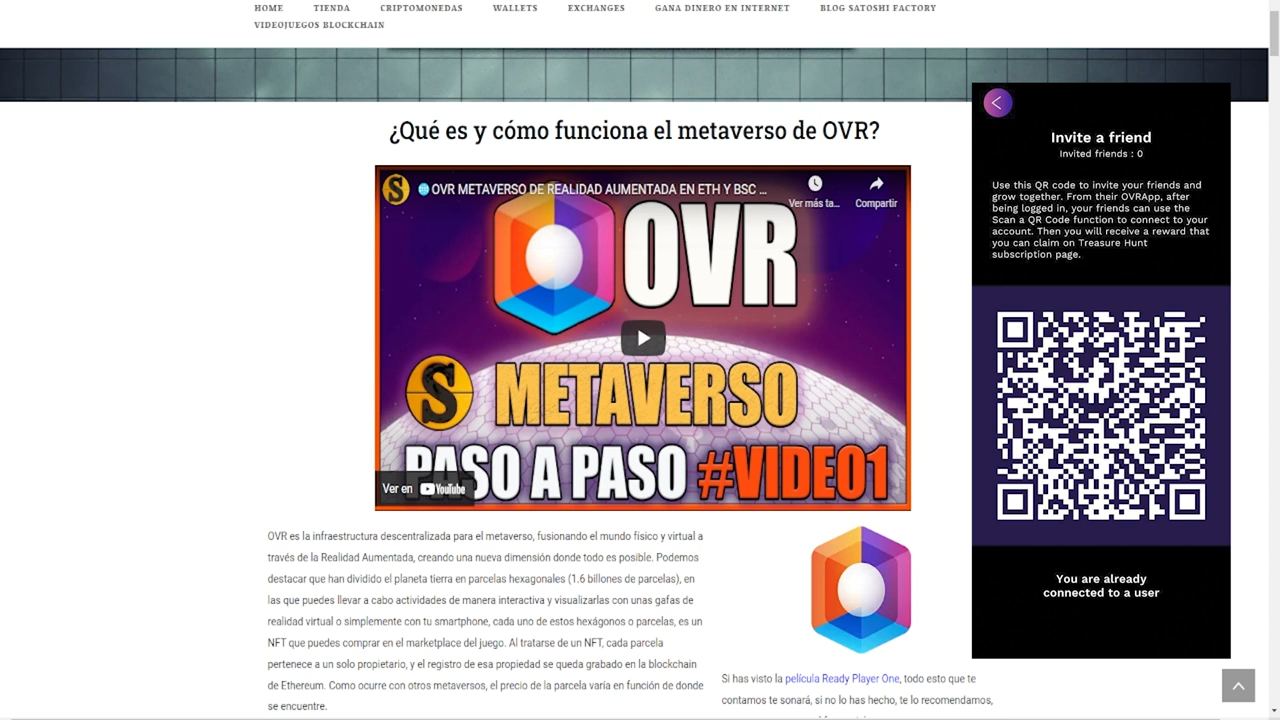 HOME TIENDA CRIPTOMONEDAS WALLETS EXCHANGES GANA DINERO EN INTERNET BLOG SATOSHI FACTORY
VIDEOJUEGOS BLOCKCHAIN
¿Qué es y cómo funciona el metaverso de OVR?
OVR METAVERSO DE REALIDAD AUMENTADA EN ETH Y BSC ...
Ver más ta...
Compartir
OVR
S METAVERSO
PASO A PASO #VIDEO1
Ver en YouTube
OVR es la infraestructura descentralizada para el metaverso, fusionando el mundo físico y virtual a
través de la Realidad Aumentada, creando una nueva dimensión donde todo es posible. Podemos
destacar que han dividido el planeta tierra en parcelas hexagonales (1.6 billones de parcelas), en
las que puedes llevar a cabo actividades de manera interactiva y visualizarlas con unas gafas de
realidad virtual o simplemente con tu smartphone, cada uno de estos hexágonos o parcelas, es un
NFT que puedes comprar en el marketplace del juego. Al tratarse de un NFT, cada parcela
pertenece a un solo propietario, y el registro de esa propiedad se queda grabado en la blockchain
de Ethereum. Como ocurre con otros metaversos, el precio de la parcela varía en función de donde
se encuentre.
Si has visto la película Ready Player One, todo esto que te
contamos te sonará, si no lo has hecho, te lo recomendamos,
Invite a friend
Invited friends : 0
Use this QR code to invite your friends and
grow together. From their OVRApp, after
being logged in, your friends can use the
Scan a QR Code function to connect to your
account. Then you will receive a reward that
you can claim on Treasure Hunt
subscription page.
You are already
connected to a user